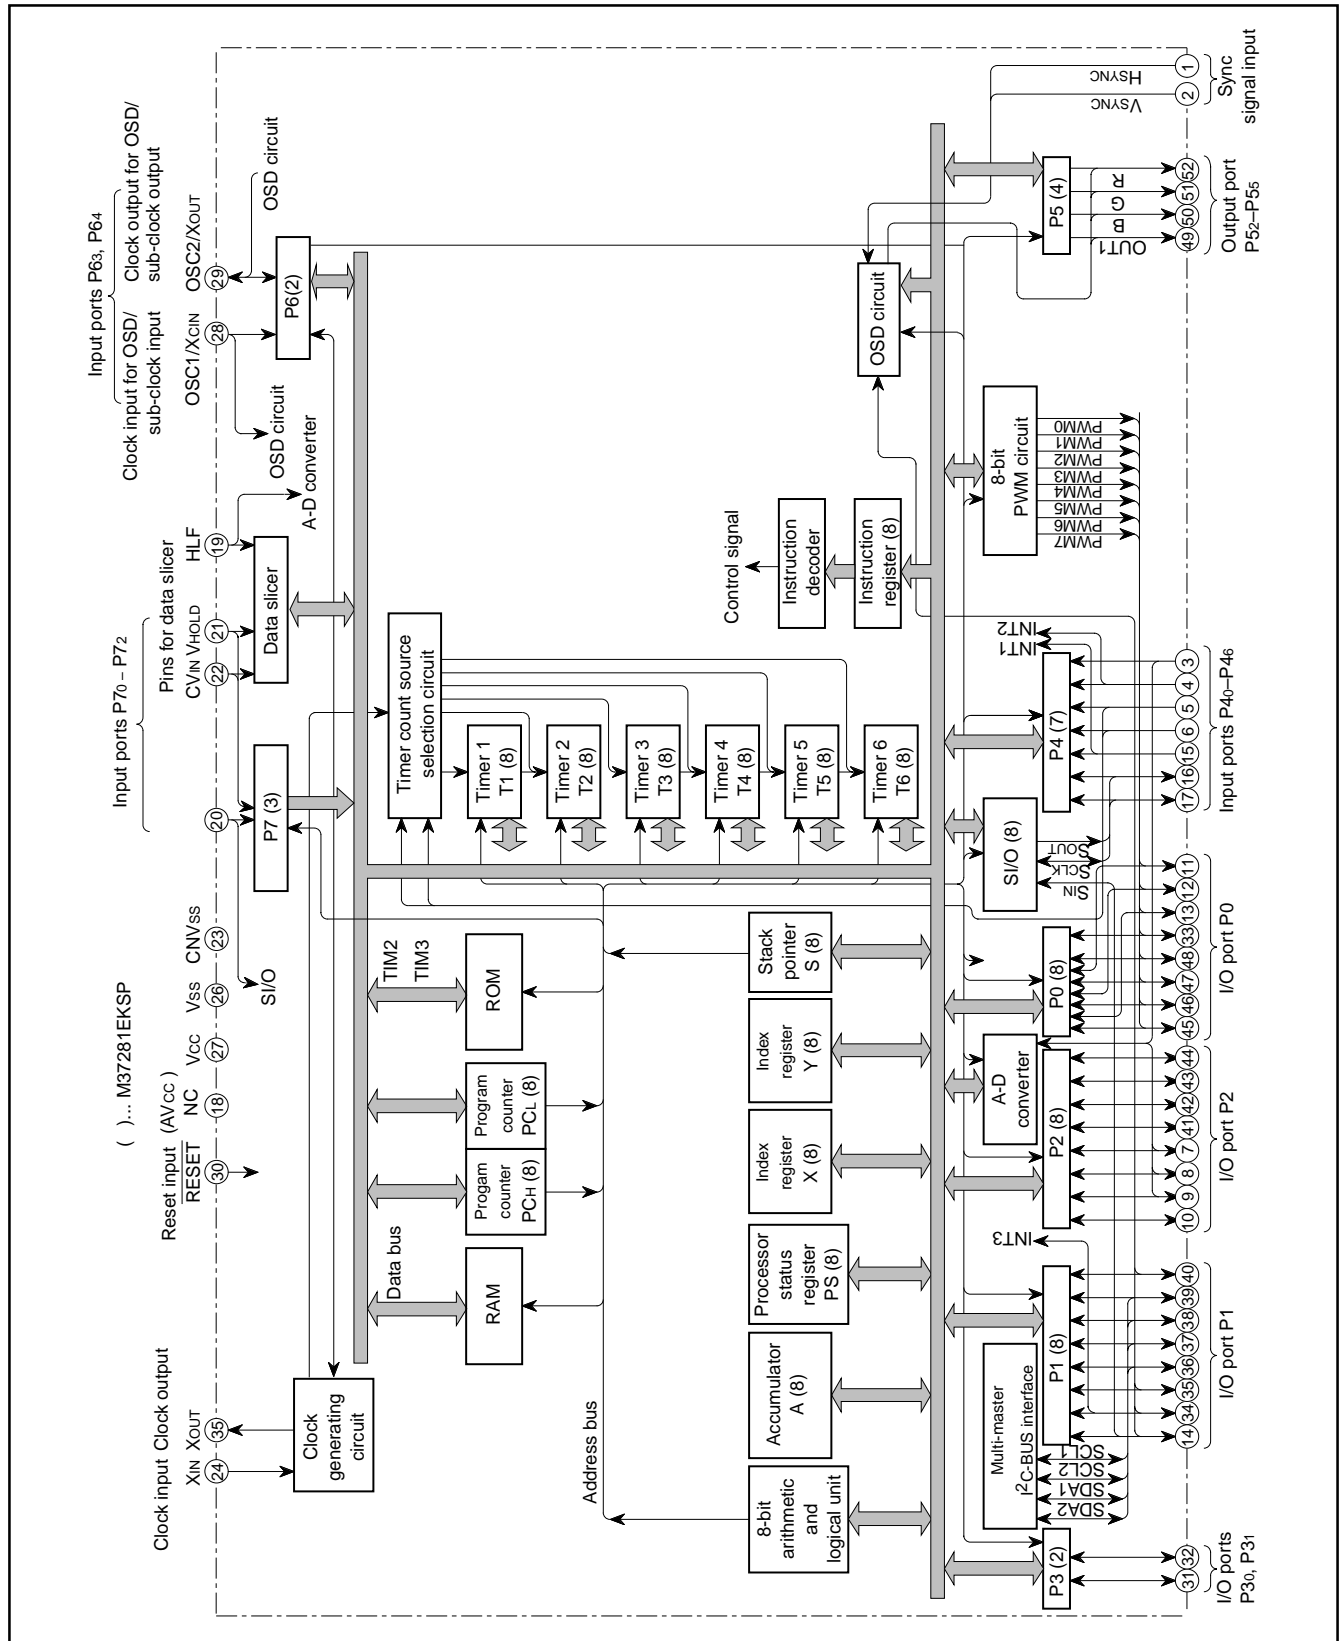 Clock input Clock output
XIN XOUT
24
35
Reset input
RESET
30
( )... M37281EKSP
(AVCC )
NC
18
VCC
27
VSS
26
CNVSS
23
Input ports P70 – P72
20
Pins for data slicer
CVIN VHOLD
22
21
HLF
19
Input ports P63, P64
Clock input for OSD/
sub-clock input
Clock output for OSD/
sub-clock output
OSC1/XCIN
28
OSC2/XOUT
29
SI/O
OSD circuit
A-D converter
OSD circuit
Clock
generating
circuit
P7 (3)
Data slicer
P6(2)
Data bus
TIM2
TIM3
RAM
Progam
counter
PCH (8)
Program
counter
PCL (8)
ROM
Timer count source
selection circuit
Timer 1
T1 (8)
Timer 2
T2 (8)
Timer 3
T3 (8)
Timer 4
T4 (8)
Timer 5
T5 (8)
Timer 6
T6 (8)
Address bus
8-bit
arithmetic
and
logical unit
Accumulator
A (8)
Processor
status
register
PS (8)
Index
register
X (8)
Index
register
Y (8)
Stack
pointer
S (8)
Control signal
Instruction
decoder
Instruction
register (8)
OSD circuit
P3 (2)
Multi-master
I2C-BUS interface
SDA2
SDA1
SCL2
SCL1
P1 (8)
INT3
P2 (8)
A-D
converter
P0 (8)
SI/O (8)
SIN
SCLK
SOUT
P4 (7)
INT1
INT2
8-bit
PWM circuit
PWM7
PWM6
PWM5
PWM4
PWM3
PWM2
PWM1
PWM0
P5 (4)
OUT1
B
G
R
VSYNC
HSYNC
31 32
14 34 35 36 37 38 39 40
10 9 8 7 41 42 43 44
45 46 47 48 33 13 12 11
17 16 15 6 5 4 3
49 50 51 52
2 1
I/O ports
P30, P31
I/O port P1
I/O port P2
I/O port P0
Input ports P40–P46
Output port
P52–P55
Sync
signal input